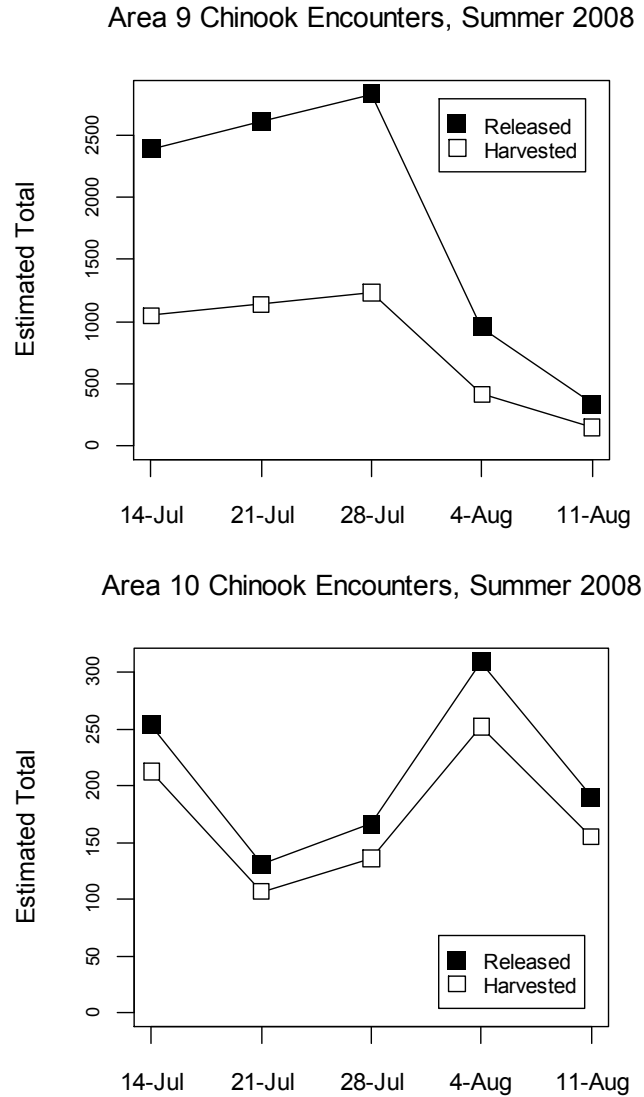 Area 9 Chinook Encounters, Summer 2008
Estimated Total
2500
2000
1500
1000
500
0
Released
Harvested
14-Jul 21-Jul 28-Jul 4-Aug 11-Aug
Area 10 Chinook Encounters, Summer 2008
Estimated Total
300
250
200
150
100
50
0
Released
Harvested
14-Jul 21-Jul 28-Jul 4-Aug 11-Aug